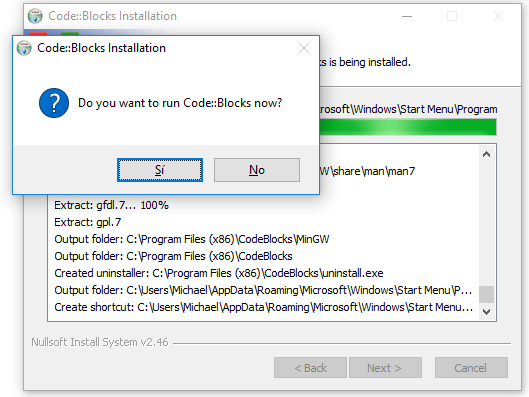 Code::Blocks Installation
ks is being installed.
Code::Blocks Installation
Do you want to run Code::Blocks now?
Sí No
rosoft\Windows\Start Menu\Program
W\share\man\man7
Extract: gfdl.7... 100%
Extract: gpl.7
Output folder: C:\Program Files (x86)\CodeBlocks\MinGW
Output folder: C:\Program Files (x86)\CodeBlocks
Created uninstaller: C:\Program Files (x86)\CodeBlocks\uninstall.exe
Output folder: C:\Users\Michael\AppData\Roaming\Microsoft\Windows\Start Menu\P...
Create shortcut: C:\Users\Michael\AppData\Roaming\Microsoft\Windows\Start Menu...
Nullsoft Install System v2.46
< Back Next > Cancel